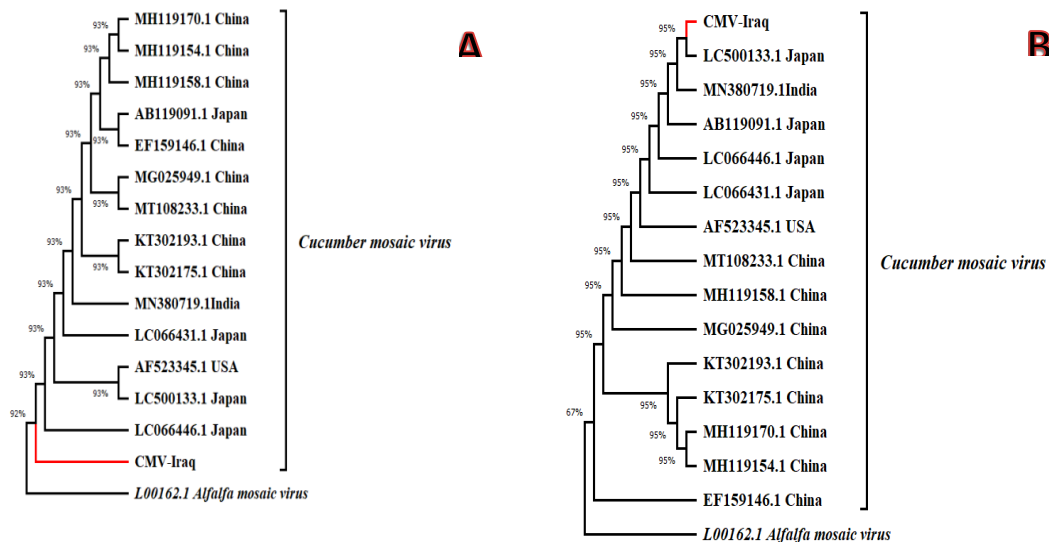 A
93%
MH119170.1 China
93%
MH119154.1 China
93%
MH119158.1 China
93%
AB119091.1 Japan
93%
93%
EF159146.1 China
MG025949.1 China
93%
93%
MT108233.1 China
KT302193.1 China
93%
93%
KT302175.1 China
93%
MN380719.1India
LC066431.1 Japan
93%
AF523345.1 USA
93%
93%
LC500133.1 Japan
92%
LC066446.1 Japan
CMV-Iraq
L00162.1 Alfalfa mosaic virus
Cucumber mosaic virus
B
CMV-Iraq
95%
LC500133.1 Japan
95%
MN380719.1India
95%
AB119091.1 Japan
95%
LC066446.1 Japan
95%
LC066431.1 Japan
95%
AF523345.1 USA
95%
MT108233.1 China
95%
MH119158.1 China
95%
MG025949.1 China
95%
KT302193.1 China
95%
KT302175.1 China
67%
MH119170.1 China
95%
MH119154.1 China
95%
EF159146.1 China
L00162.1 Alfalfa mosaic virus
Cucumber mosaic virus